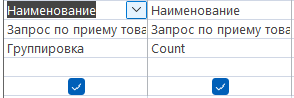 Наименование Наименование
Запрос по приему това Запрос по приему това
Группировка Count